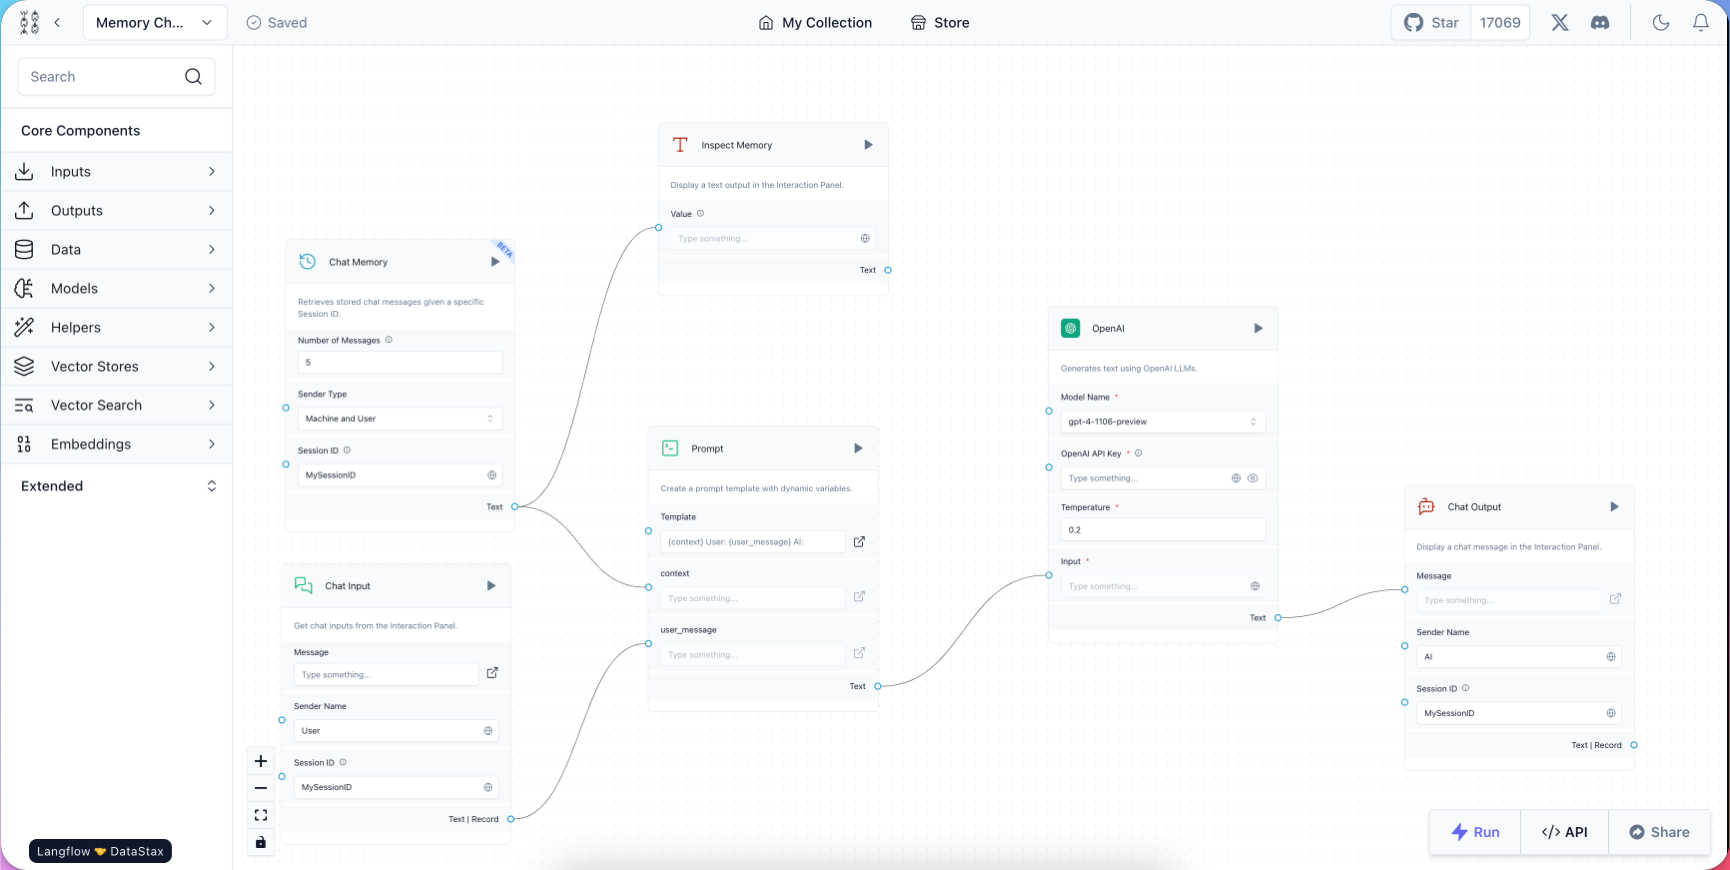 Memory Ch...
Saved
My Collection
Store
Star
17069
Search
Core Components
Inputs
Outputs
Data
Models
Helpers
Vector Stores
Vector Search
Embeddings
Extended
Langflow 🤝 DataStax
Chat Memory
BETA
Retrieves stored chat messages given a specific
Session ID.
Number of Messages
5
Sender Type
Machine and User
Session ID
MySessionID
Text
Chat Input
Get chat inputs from the Interaction Panel.
Message
Type something...
Sender Name
User
Session ID
MySessionID
Text | Record
Inspect Memory
Display a text output in the Interaction Panel.
Value
Type something...
Text
Prompt
Create a prompt template with dynamic variables.
Template
{context} User: {user_message} AI:
context
Type something...
user_message
Type something...
Text
OpenAI
Generates text using OpenAI LLMs.
Model Name *
gpt-4-1106-preview
OpenAI API Key *
Type something...
Temperature *
0.2
Input *
Type something...
Text
Chat Output
Display a chat message in the Interaction Panel.
Message
Type something...
Sender Name
AI
Session ID
MySessionID
Text | Record
Run
</> API
Share